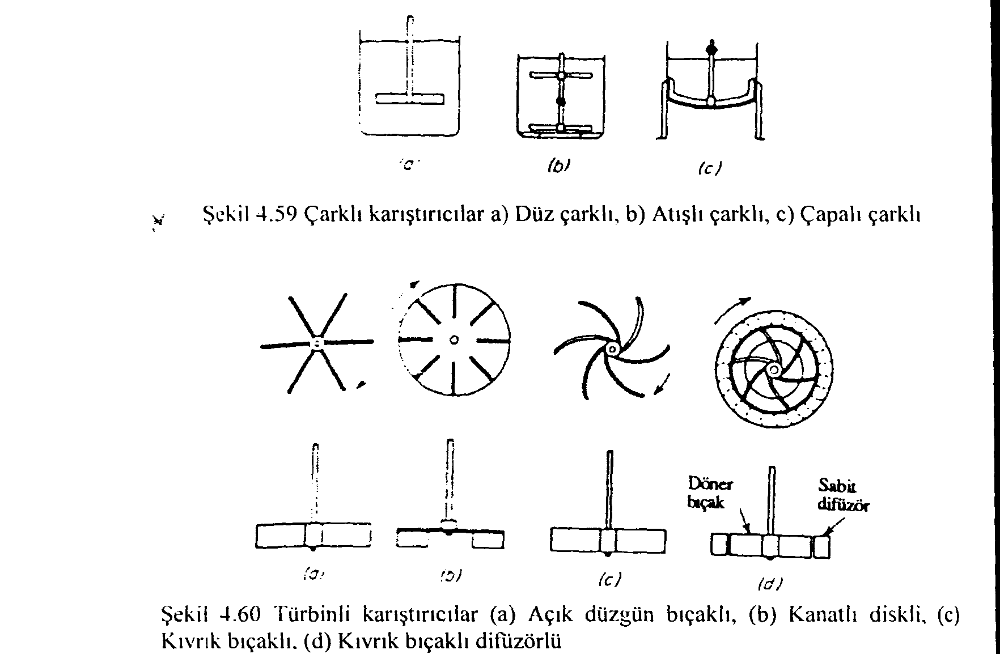 (a)
(b)
(c)
Şekil 4.59 Çarklı karıştırıcılar a) Düz çarklı, b) Atışlı çarklı, c) Çapalı çarklı
Döner
bıçak
Sabit
difüzör
(a)
(b)
(c)
(d)
Şekil 4.60 Türbinli karıştırıcılar (a) Açık düzgün bıçaklı, (b) Kanatlı diskli, (c)
Kıvrık bıçaklı, (d) Kıvrık bıçaklı difüzörlü